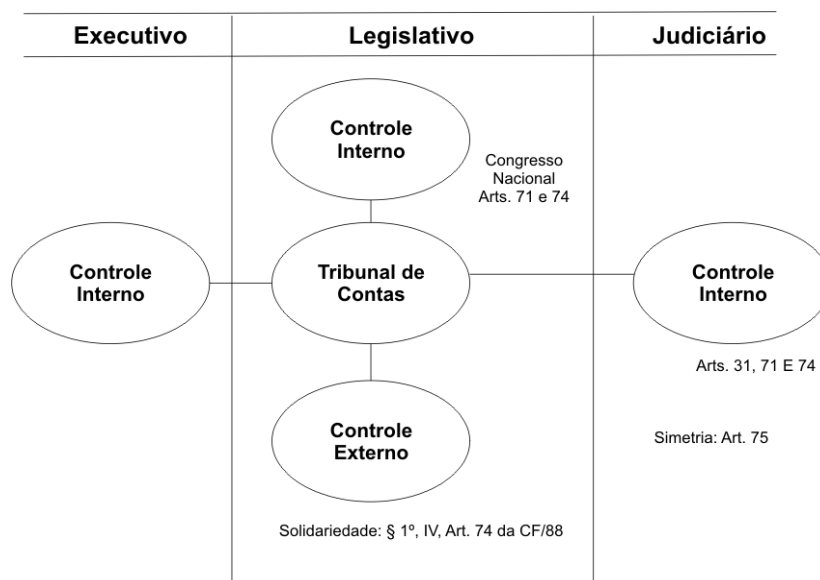 Executivo
Legislativo
Judiciário
Controle
Interno
Congresso
Nacional
Arts. 71 e 74
Controle
Interno
Tribunal de
Contas
Controle
Interno
Arts. 31, 71 E 74
Controle
Externo
Simetria: Art. 75
Solidariedade: § 1º, IV, Art. 74 da CF/88